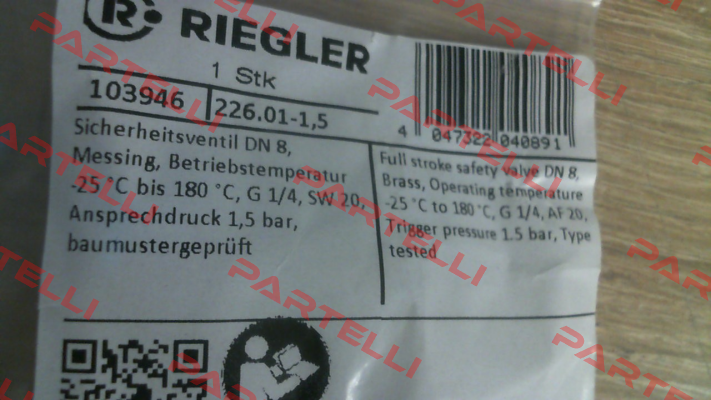 R RIEGLER
1 Stk
103946 226.01-1,5
4 047322 040891
Sicherheitsventil DN 8,
Messing, Betriebstemperatur
-25 °C bis 180 °C, G 1/4, SW 20,
Ansprechdruck 1,5 bar,
baumustergeprüft
Full stroke safety valve DN 8,
Brass, Operating temperature
-25 °C to 180 °C, G 1/4, AF 20,
Trigger pressure 1.5 bar, Type
tested
PARTELLI
PARTELLI
PARTELLI
PARTELLI
PARTELLI